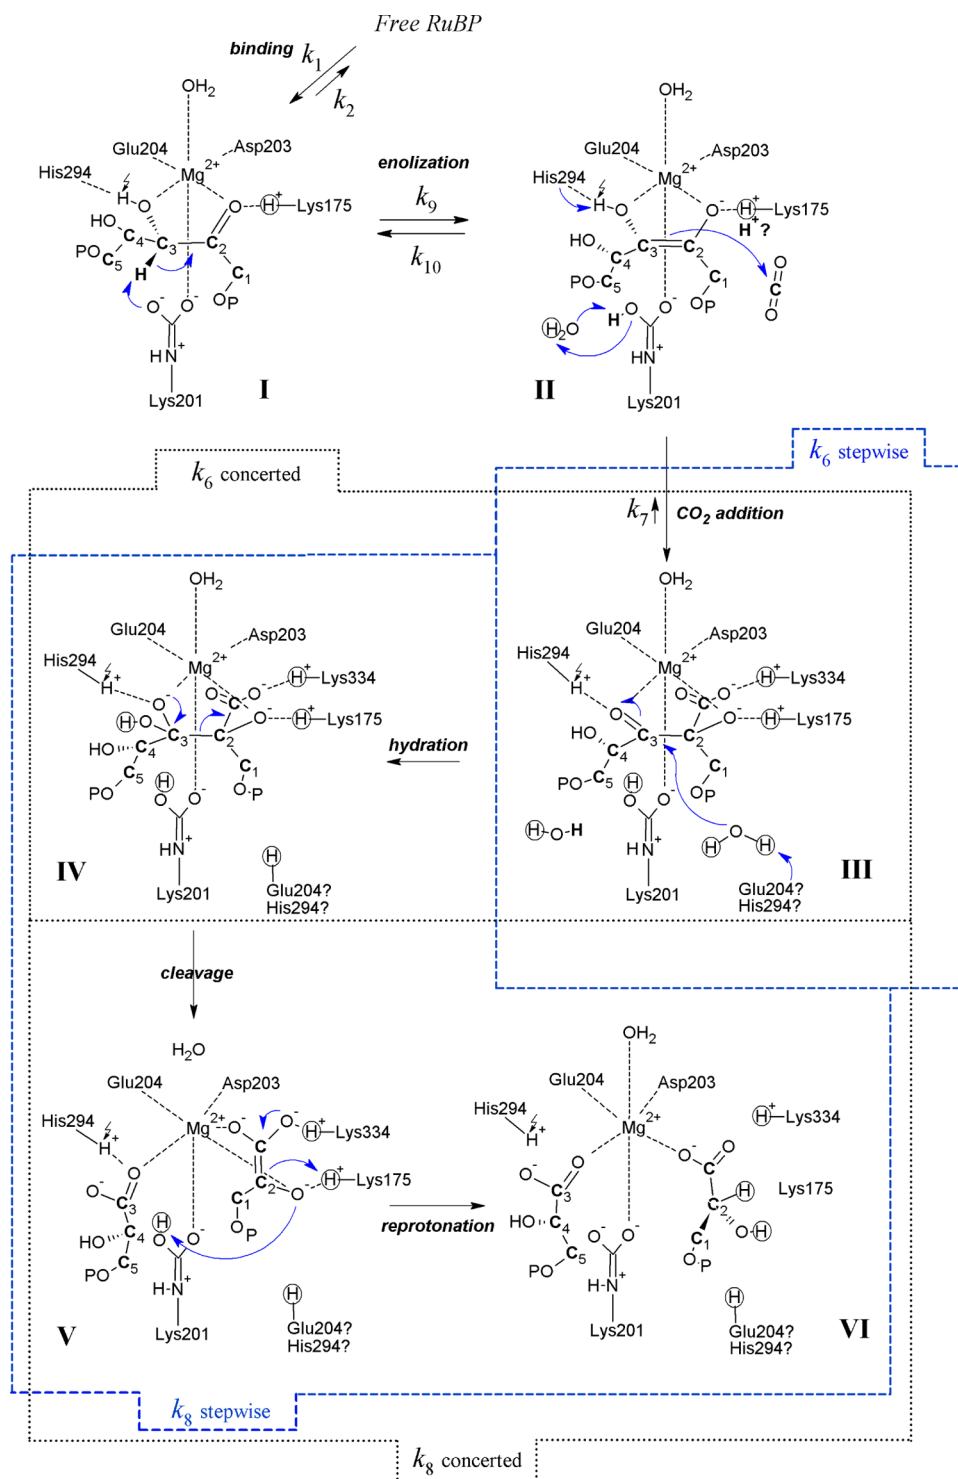 Free RuBP
binding k1
k2
OH2
Glu204
Asp203
Mg2+
His294
H
O
O
H+
Lys175
HO
C4
C3
C2
PO
C5
H
C1
OP
O
O-
HN+
Lys201
I
enolization
k9
k10
OH2
Glu204
Asp203
Mg2+
His294
H
O
O-
H+
Lys175
H+?
HO
C4
C3
C2
PO
C5
C1
OP
O
C
O
H2O
H
O
O-
HN+
Lys201
II
k6 stepwise
k6 concerted
k7
CO2 addition
OH2
Glu204
Asp203
Mg2+
His294
H+
O-
O
C
O-
H+
Lys334
HO
C3
C2
O-
H+
Lys175
HO
C4
C5
PO
C1
O-P
H
O
O-
HN+
Lys201
H
Glu204?
His294?
IV
hydration
OH2
Glu204
Asp203
Mg2+
His294
H+
O
O
C
O-
H+
Lys334
C3
C2
O-
H+
Lys175
HO
C4
C5
PO
C1
O-P
H
O
O-
HN+
Lys201
H-O-H
H
O
H
Glu204?
His294?
III
cleavage
H2O
Glu204
Asp203
Mg2+
O-
O-
H+
Lys334
His294
H+
O
C
O-
C3
C2
O-
H+
Lys175
HO
C4
C5
PO
C1
O
P
H
O
O-
HN+
Lys201
H
Glu204?
His294?
V
reprotonation
OH2
Glu204
Asp203
Mg2+
His294
H+
H+
Lys334
O-
O
C3
O-
C
O
Lys175
C2
H
OH
HO
C4
C5
PO
C1
O-P
O-
O
H-N+
Lys201
H
Glu204?
His294?
VI
k8 stepwise
k8 concerted